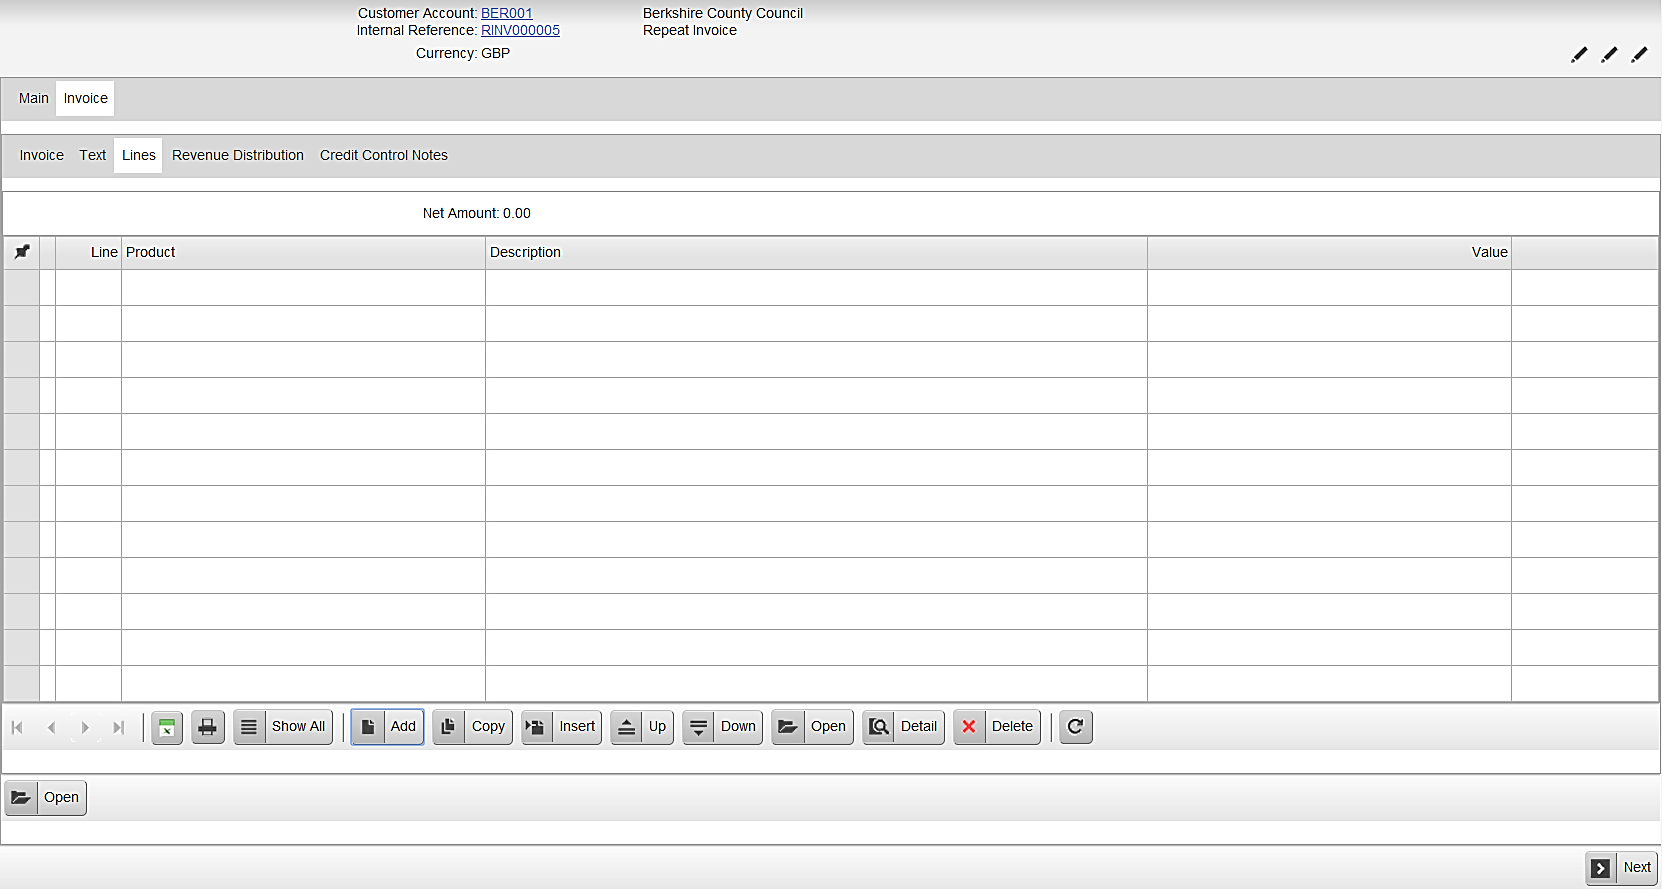 Customer Account: BER001 Berkshire County Council
Internal Reference: RINV000005 Repeat Invoice
Currency: GBP
Main Invoice
Invoice Text Lines Revenue Distribution Credit Control Notes
Net Amount: 0.00
Line Product Description Value
Show All Add Copy Insert Up Down Open Detail Delete
Open
Next